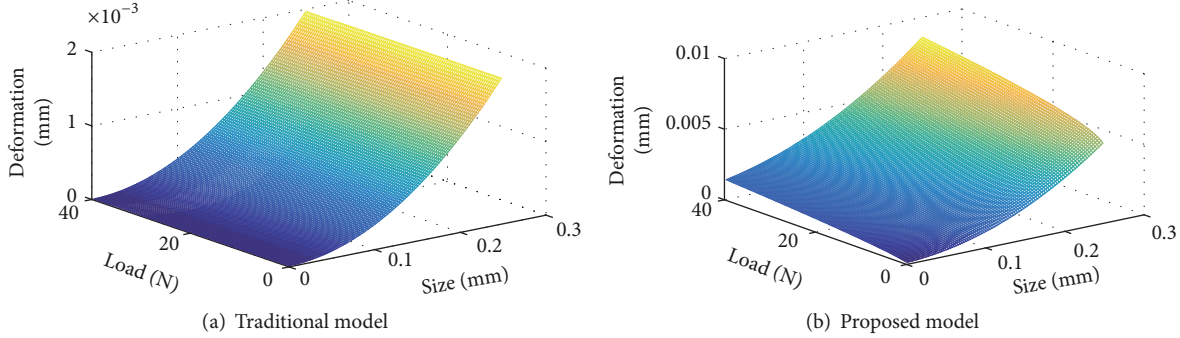 ×10−3
2
1
0
Deformation
(mm)
40
20
0
Load (N)
0
0.1
0.2
0.3
Size (mm)
(a) Traditional model
0.01
0.005
0
Deformation
(mm)
40
20
0
Load (N)
0
0.1
0.2
0.3
Size (mm)
(b) Proposed model